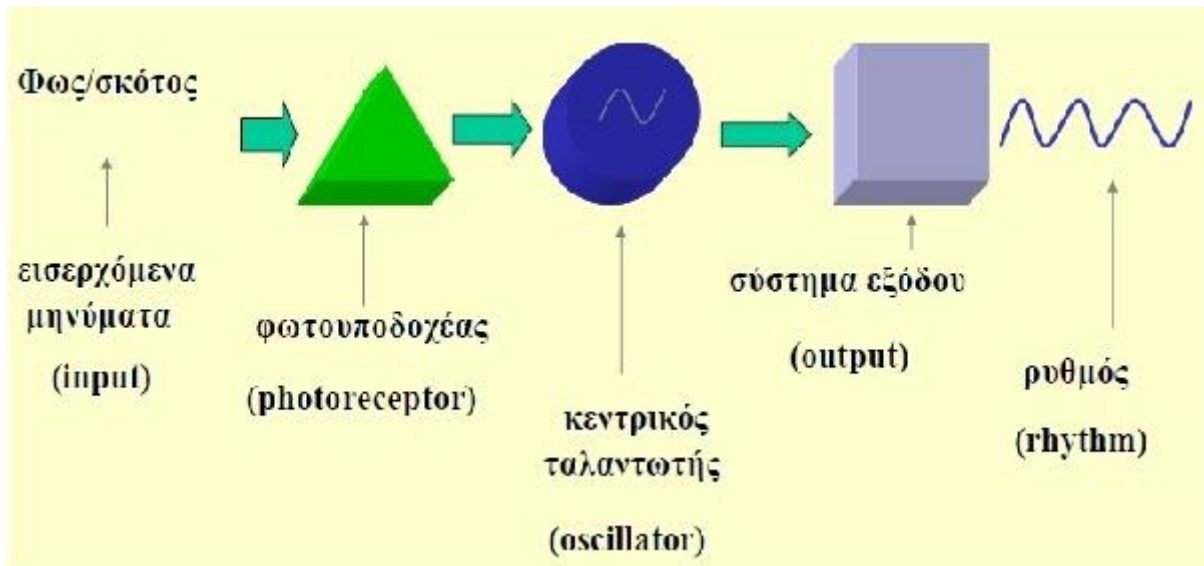 Φως/σκότος
εισερχόμενα
μηνύματα
(input)
φωτουποδοχέας
(photoreceptor)
κεντρικός
ταλαντωτής
(oscillator)
σύστημα εξόδου
(output)
ρυθμός
(rhythm)